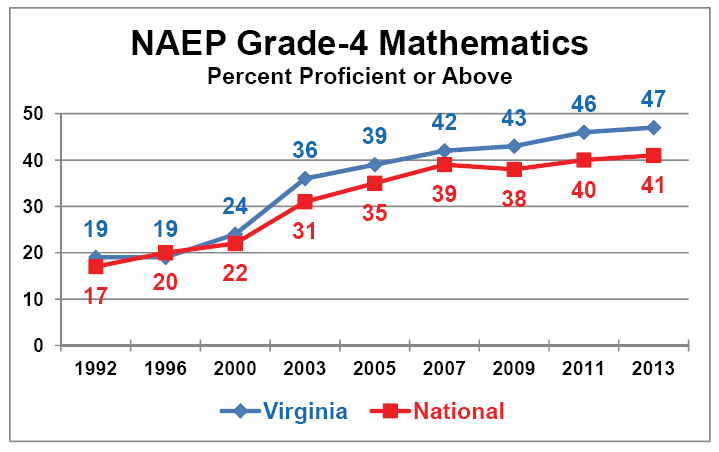 NAEP Grade-4 Mathematics
Percent Proficient or Above
50
40
30
20
10
0
19 19 24 36 39 42 43 46 47
17 20 22 31 35 39 38 40 41
1992 1996 2000 2003 2005 2007 2009 2011 2013
Virginia National